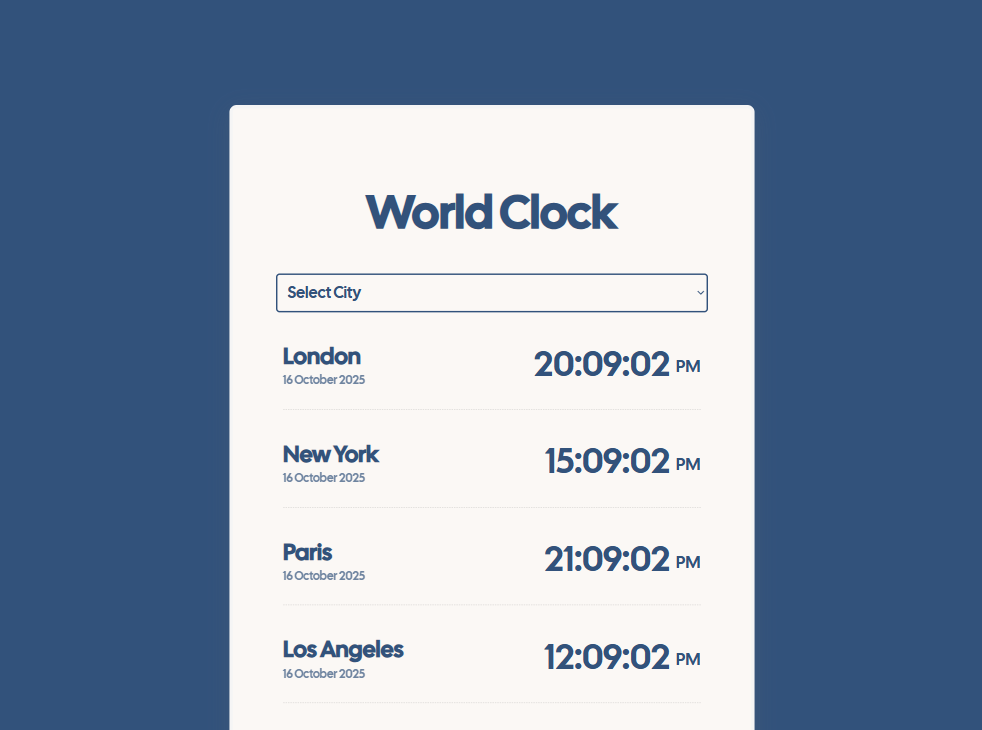 World Clock
Select City
London
20:09:02 PM
16 October 2025
New York
15:09:02 PM
16 October 2025
Paris
21:09:02 PM
16 October 2025
Los Angeles
12:09:02 PM
16 October 2025